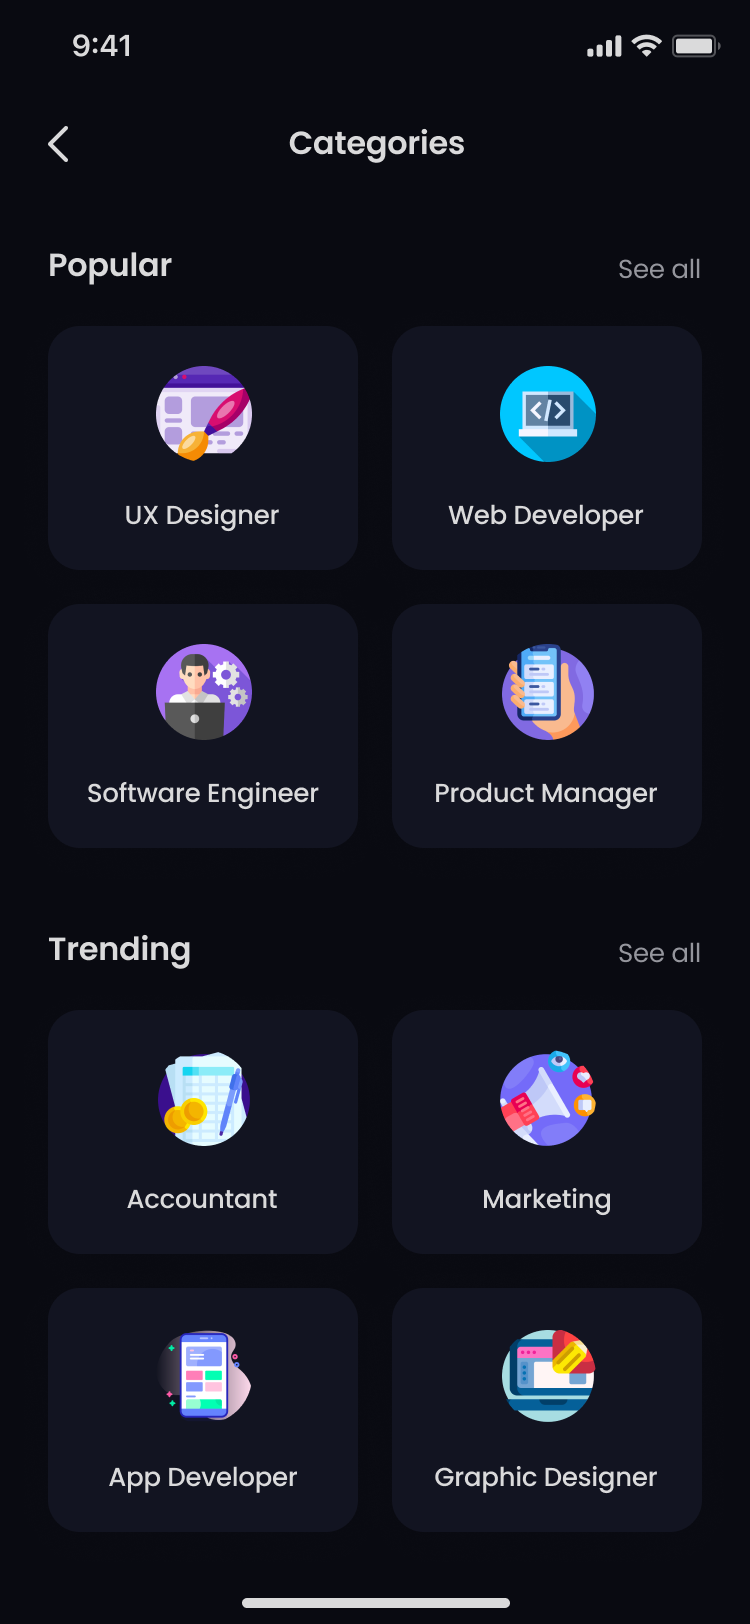 9:41
Categories
Popular
See all
UX Designer
Web Developer
Software Engineer
Product Manager
Trending
See all
Accountant
Marketing
App Developer
Graphic Designer